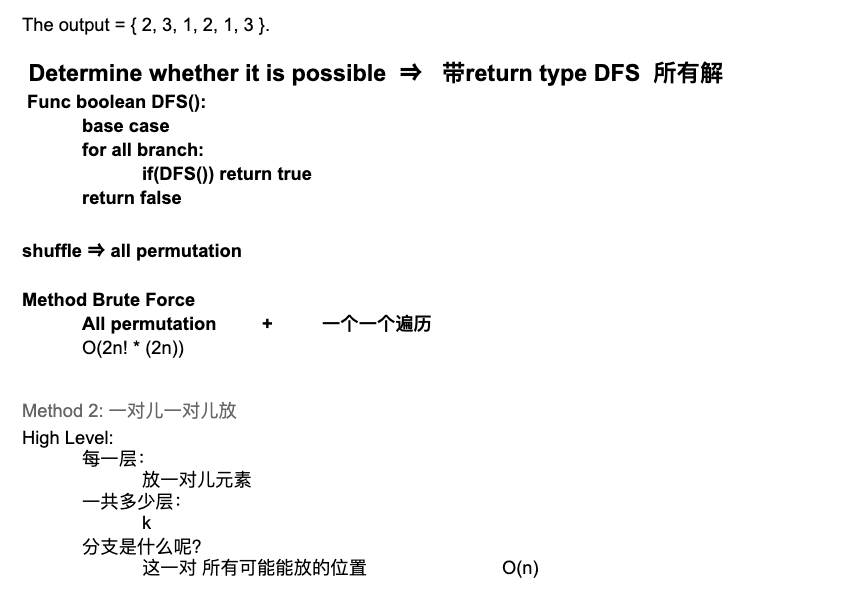 The output = { 2, 3, 1, 2, 1, 3 }.
Determine whether it is possible ⇒ 带return type DFS 所有解
Func boolean DFS():
base case
for all branch:
if(DFS()) return true
return false
shuffle ⇒ all permutation
Method Brute Force
All permutation + 一个一个遍历
O(2n! * (2n))
Method 2: 一对儿一对儿放
High Level:
每一层：
放一对儿元素
一共多少层：
k
分支是什么呢?
这一对 所有可能能放的位置 O(n)